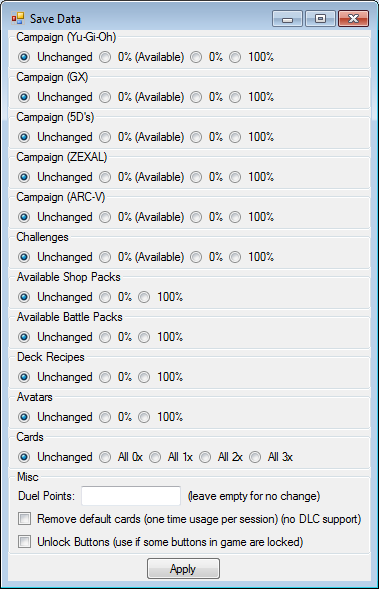 Save Data
Campaign (Yu-Gi-Oh)
Unchanged 0% (Available) 0% 100%
Campaign (GX)
Unchanged 0% (Available) 0% 100%
Campaign (5D's)
Unchanged 0% (Available) 0% 100%
Campaign (ZEXAL)
Unchanged 0% (Available) 0% 100%
Campaign (ARC-V)
Unchanged 0% (Available) 0% 100%
Challenges
Unchanged 0% (Available) 0% 100%
Available Shop Packs
Unchanged 0% 100%
Available Battle Packs
Unchanged 0% 100%
Deck Recipes
Unchanged 0% 100%
Avatars
Unchanged 0% 100%
Cards
Unchanged All 0x All 1x All 2x All 3x
Misc
Duel Points: (leave empty for no change)
Remove default cards (one time usage per session) (no DLC support)
Unlock Buttons (use if some buttons in game are locked)
Apply